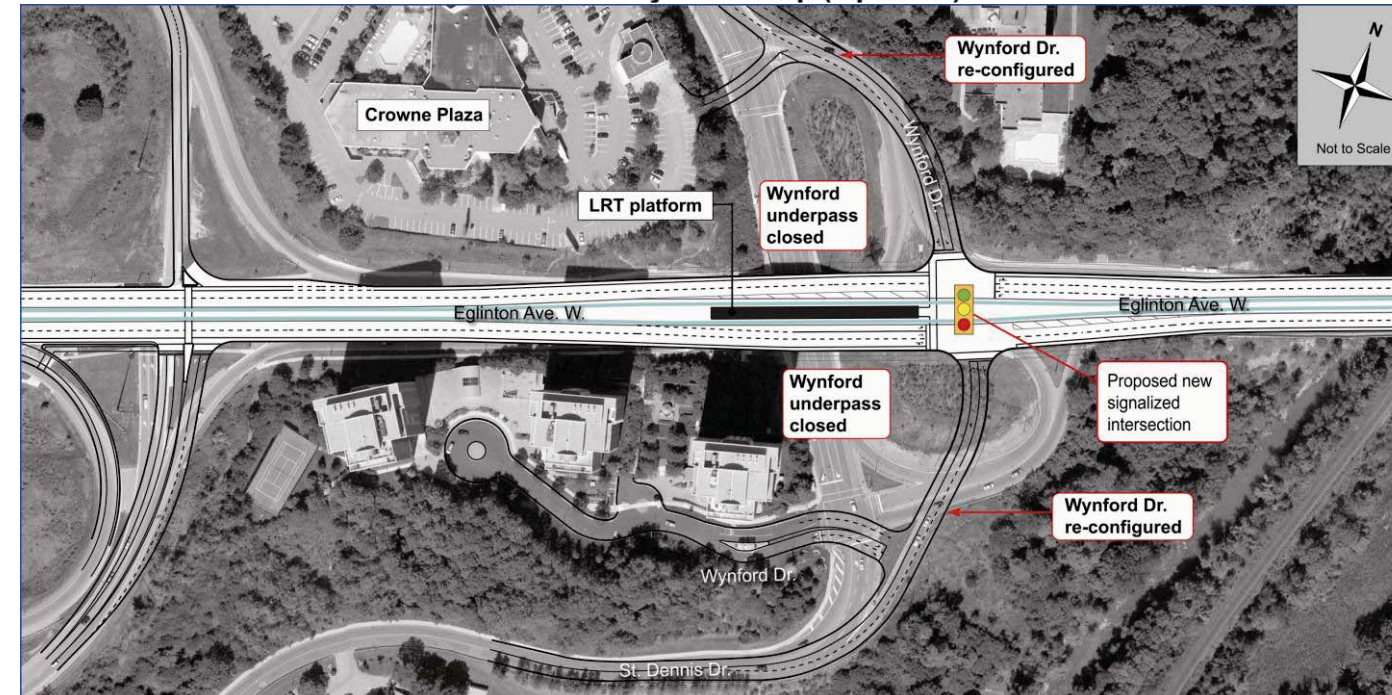 Wynford Dr.
re-configured
N
Not to Scale
Crowne Plaza
Wynford Dr.
LRT platform
Wynford
underpass
closed
Eglinton Ave. W.
Eglinton Ave. W.
Wynford
underpass
closed
Proposed new
signalized
intersection
Wynford Dr.
re-configured
Wynford Dr.
St. Dennis Dr.